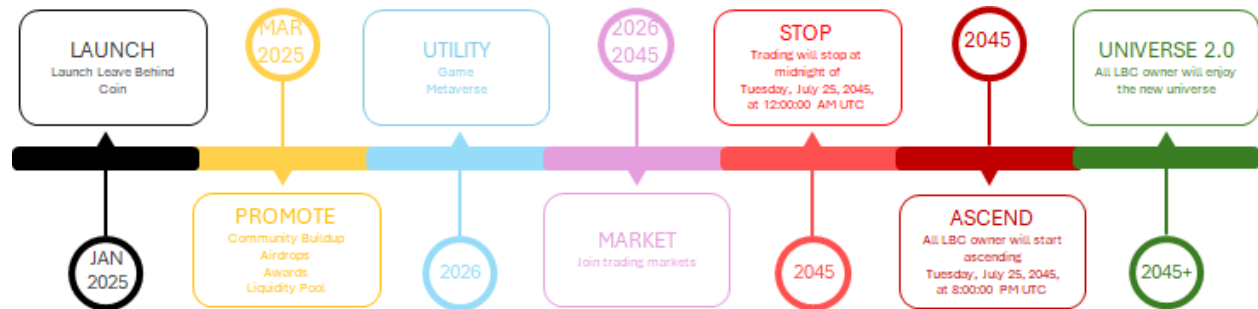 LAUNCH
Launch Leave Behind
Coin
JAN
2025
MAR
2025
PROMOTE
Community Buildup
Airdrops
Awards
Liquidity Pool
UTILITY
Game
Metaverse
2026
2026
2045
MARKET
Join trading markets
STOP
Trading will stop at
midnight of
Tuesday, July 25, 2045,
at 12:00:00 AM UTC
2045
2045
ASCEND
All LBC owner will start
ascending
Tuesday, July 25, 2045,
at 8:00:00 PM UTC
UNIVERSE 2.0
All LBC owner will enjoy
the new universe
2045+